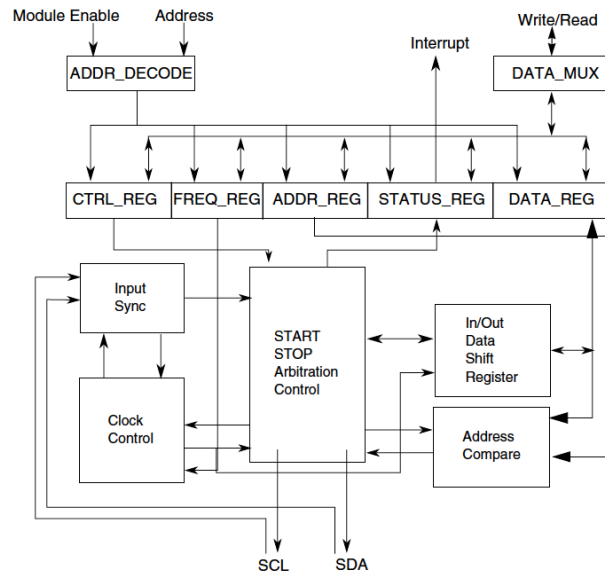 Module Enable
Address
Interrupt
Write/Read
ADDR_DECODE
DATA_MUX
CTRL_REG
FREQ_REG
ADDR_REG
STATUS_REG
DATA_REG
Input
Sync
START
STOP
Arbitration
Control
In/Out
Data
Shift
Register
Clock
Control
Address
Compare
SCL
SDA